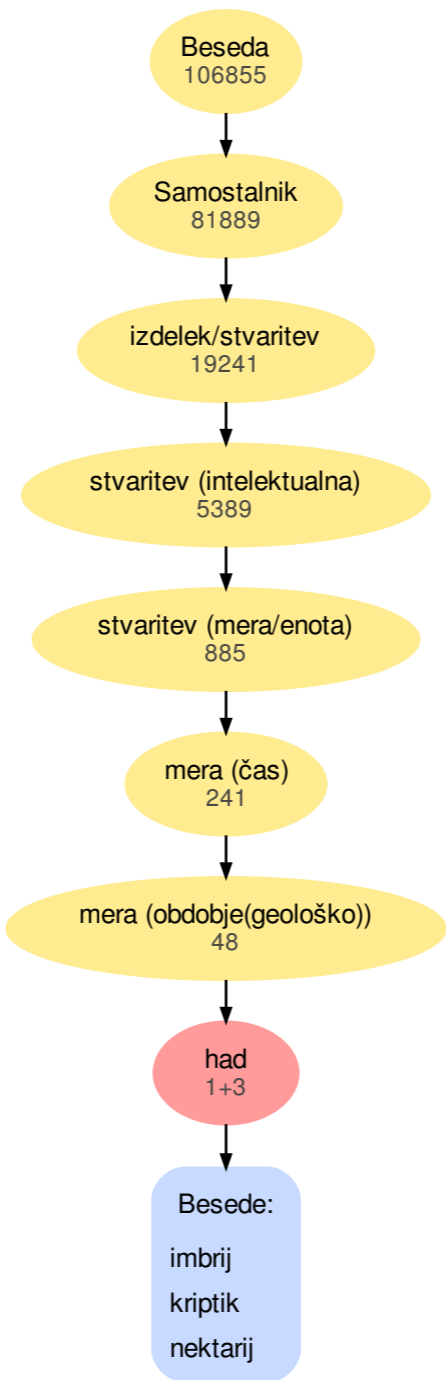 Beseda
106855
Samostalnik
81889
izdelek/stvaritev
19241
stvaritev (intelektualna)
5389
stvaritev (mera/enota)
885
mera (čas)
241
mera (obdobje(geološko))
48
had
1+3
Besede:
imbrij
kriptik
nektarij